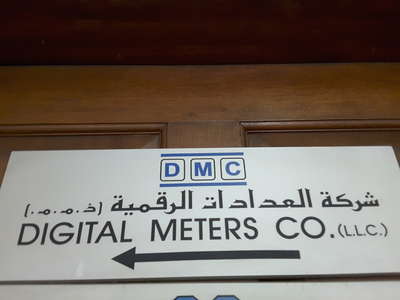 DMC
شركة العدادات الرقمية (ذ.م.م.)
DIGITAL METERS CO. (L.L.C.)